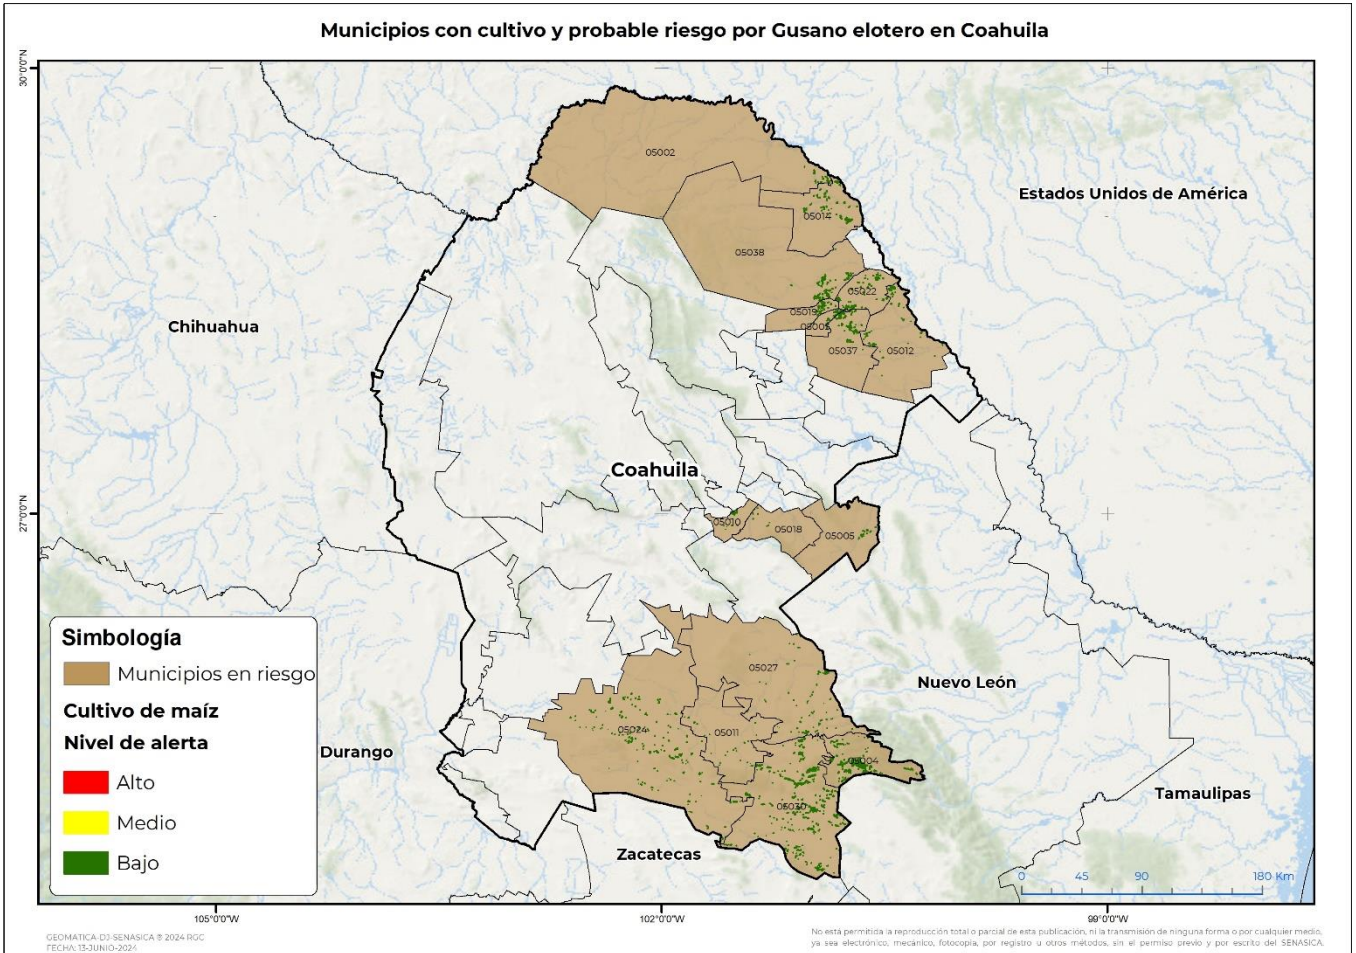 Municipios con cultivo y probable riesgo por Gusano elotero en Coahuila
30°0'0"N
05002
Estados Unidos de América
05014
05038
05022
Chihuahua
05019
05037
05012
Coahuila
27°0'0"N
05010
05018
05005
Simbología
Municipios en riesgo
Cultivo de maíz
Nivel de alerta
Alto
Medio
Bajo
05027
Nuevo León
05024
05011
Durango
05004
05030
Tamaulipas
Zacatecas
0 45 90 180 Km
105°0'0"W
102°0'0"W
99°0'0"W
GEOMATICA-DJ-SENASICA ® 2024 RGC
FECHA: 13-JUNIO-2024
No está permitida la reproducción total o parcial de esta publicación, ni la transmisión de ninguna forma o por cualquier medio,
ya sea electrónico, mecánico, fotocopia, por registro u otros métodos, sin el permiso previo y por escrito del SENASICA.